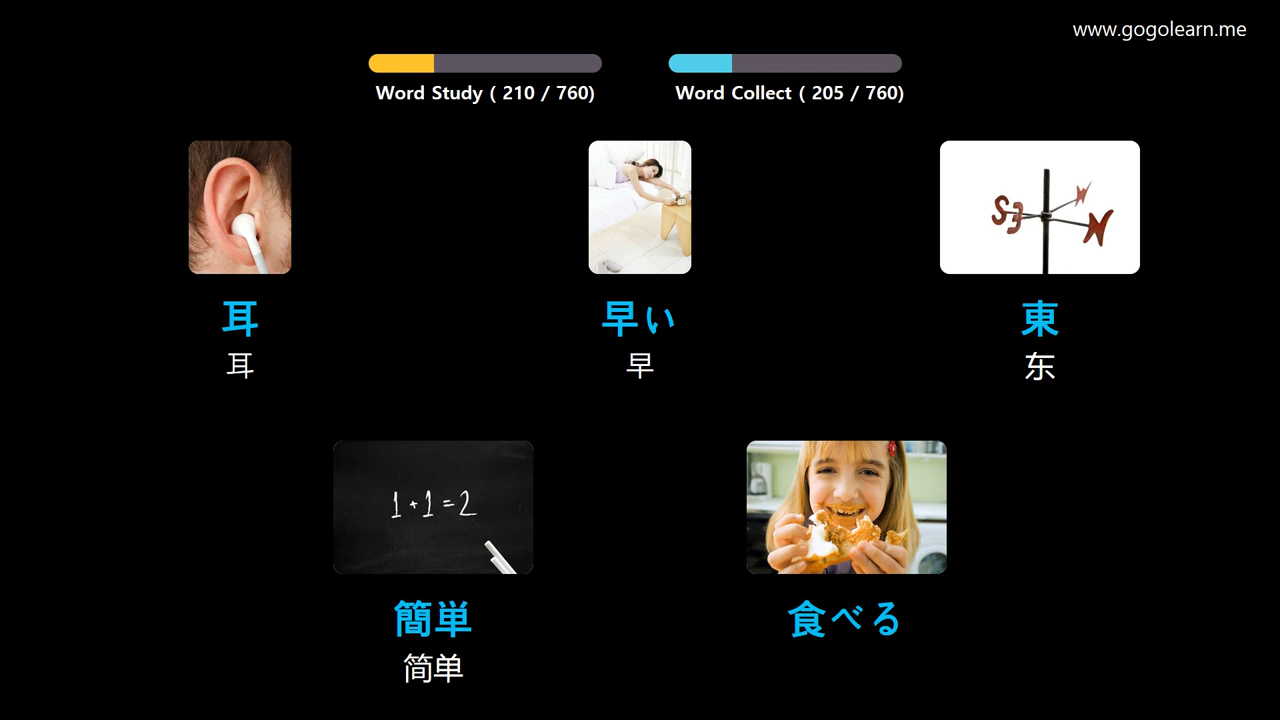 www.gogolearn.me
Word Study ( 210 / 760)
Word Collect ( 205 / 760)
S
N
耳
早い
東
耳
早
东
1+1=2
簡単
食べる
简单